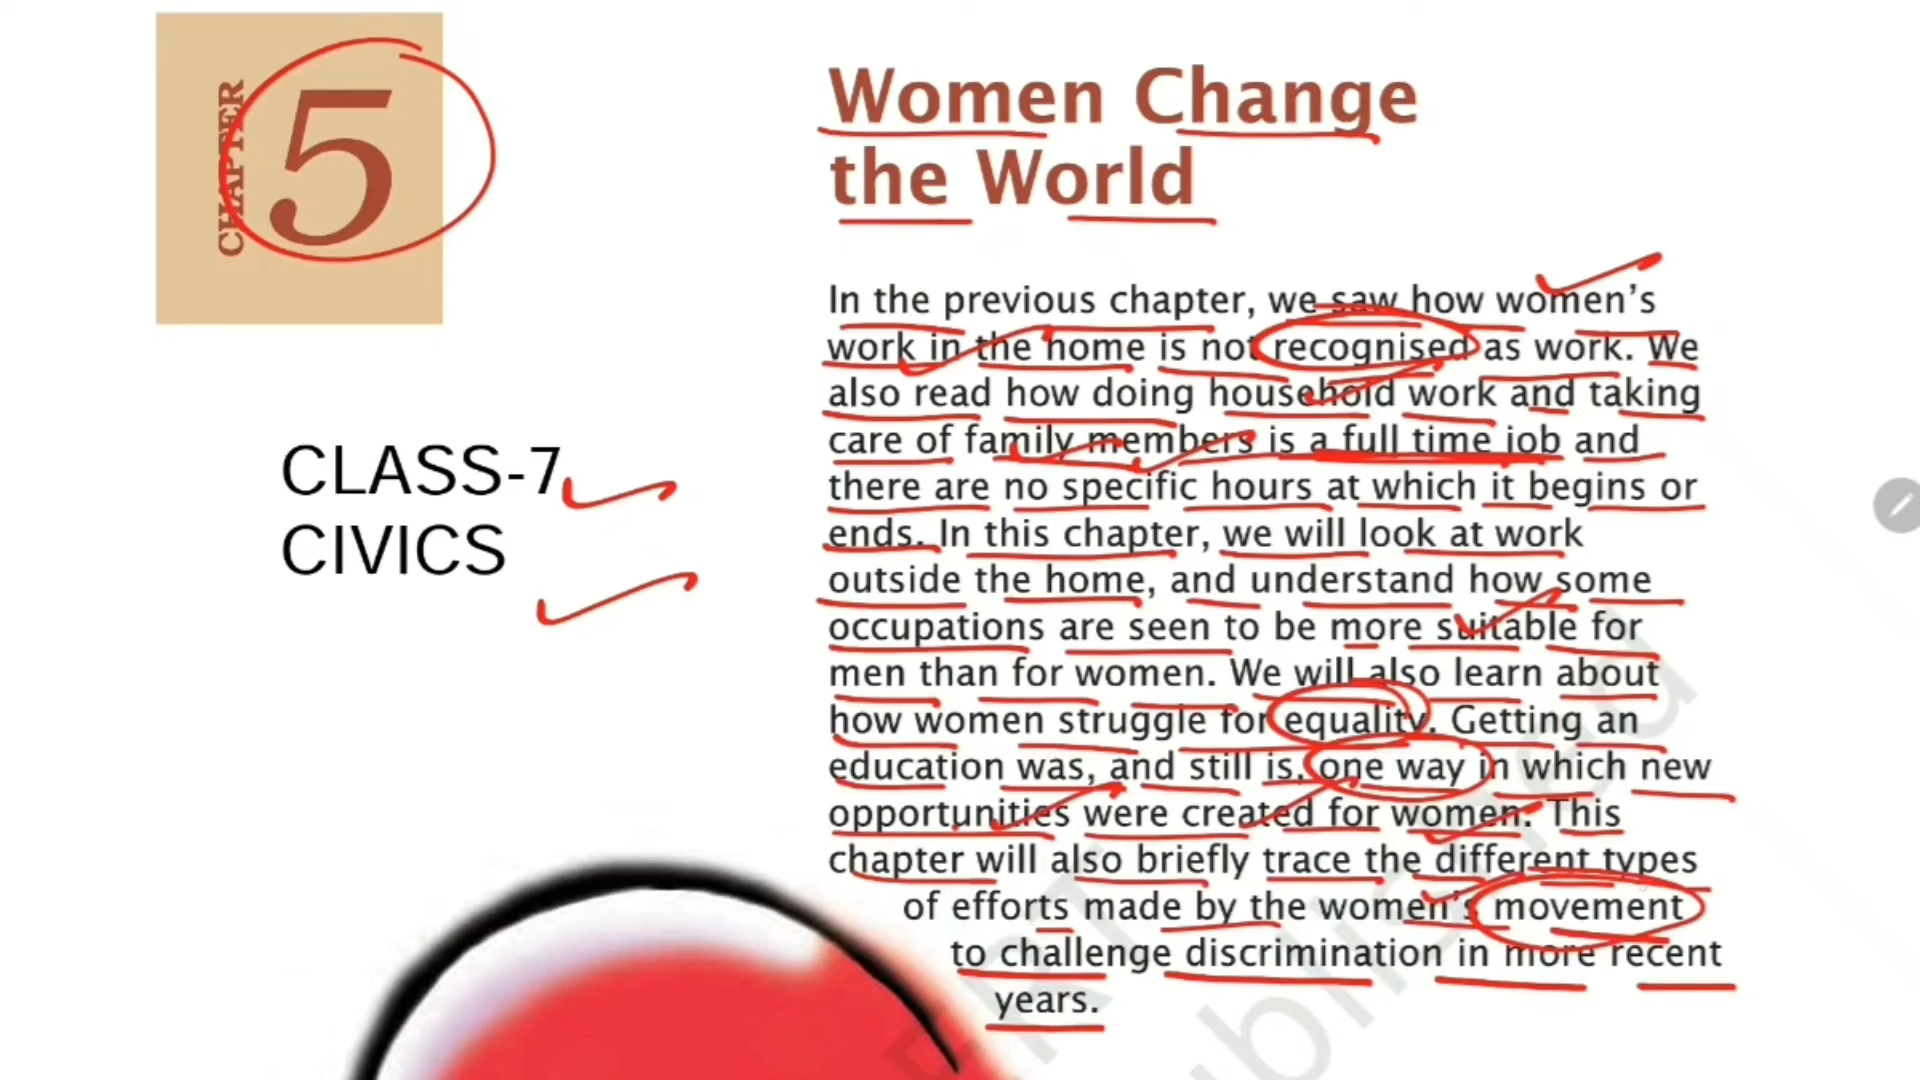 CHAPTER
5
Women Change
the World
CLASS-7
CIVICS
In the previous chapter, we saw how women’s
work in the home is not recognised as work. We
also read how doing household work and taking
care of family members is a full time job and
there are no specific hours at which it begins or
ends. In this chapter, we will look at work
outside the home, and understand how some
occupations are seen to be more suitable for
men than for women. We will also learn about
how women struggle for equality. Getting an
education was, and still is, one way in which new
opportunities were created for women. This
chapter will also briefly trace the different types
of efforts made by the women’s movement
to challenge discrimination in more recent
years.